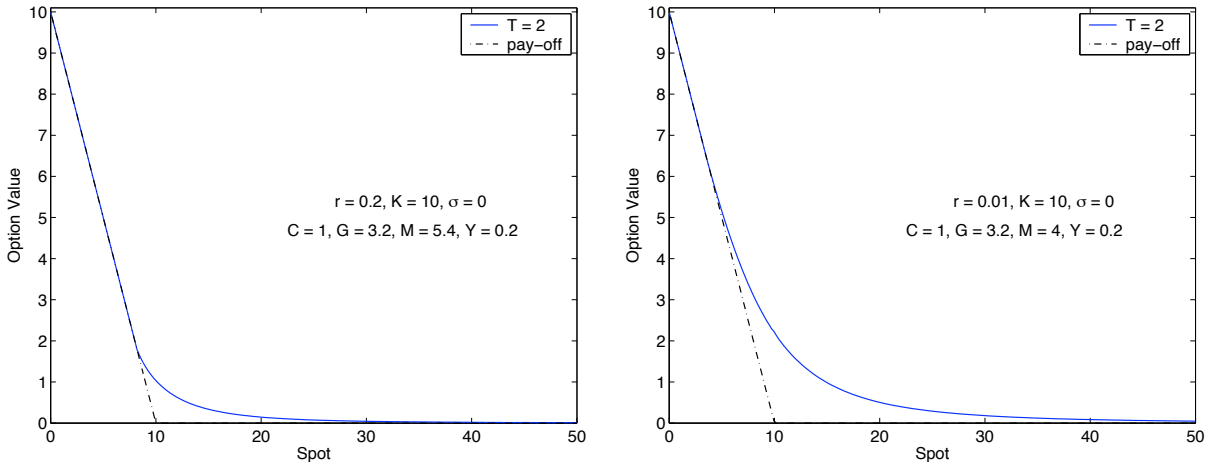 10
9
8
7
6
5
4
3
2
1
0
Option Value
T = 2
pay-off
r = 0.2, K = 10, σ = 0
C = 1, G = 3.2, M = 5.4, Y = 0.2
0 10 20 30 40 50
Spot
10
9
8
7
6
5
4
3
2
1
0
Option Value
T = 2
pay-off
r = 0.01, K = 10, σ = 0
C = 1, G = 3.2, M = 4, Y = 0.2
0 10 20 30 40 50
Spot